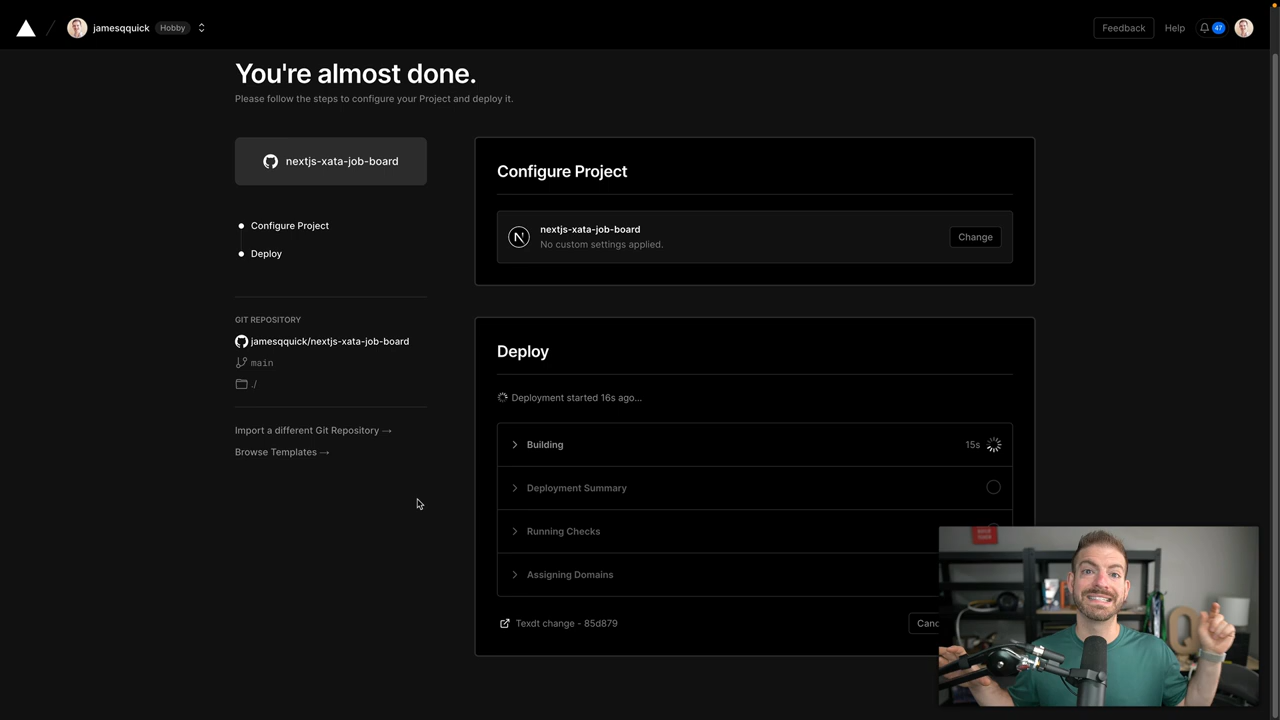 jamesqquick Hobby
Feedback
Help
47
You're almost done.
Please follow the steps to configure your Project and deploy it.
nextjs-xata-job-board
Configure Project
Deploy
GIT REPOSITORY
jamesqquick/nextjs-xata-job-board
main
./
Import a different Git Repository →
Browse Templates →
Configure Project
N
nextjs-xata-job-board
No custom settings applied.
Change
Deploy
Deployment started 16s ago...
Building
15s
Deployment Summary
Running Checks
Assigning Domains
Texdt change - 85d879
Canc